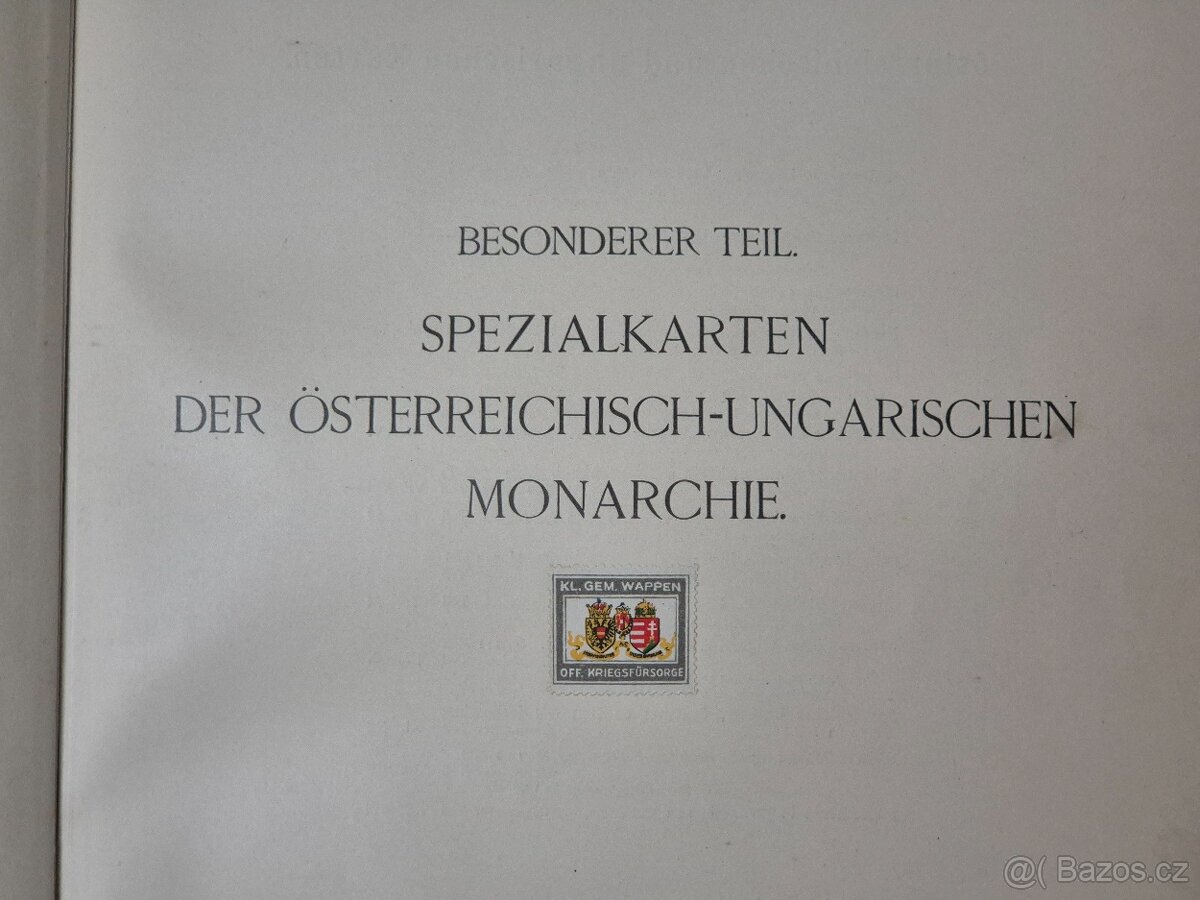 BESONDERER TEIL.
SPEZIALKARTEN
DER ÖSTERREICHISCH-UNGARISCHEN
MONARCHIE.
KL. GEM. WAPPEN
OFF. KRIEGSFÜRSORGE
@( Bazos.cz